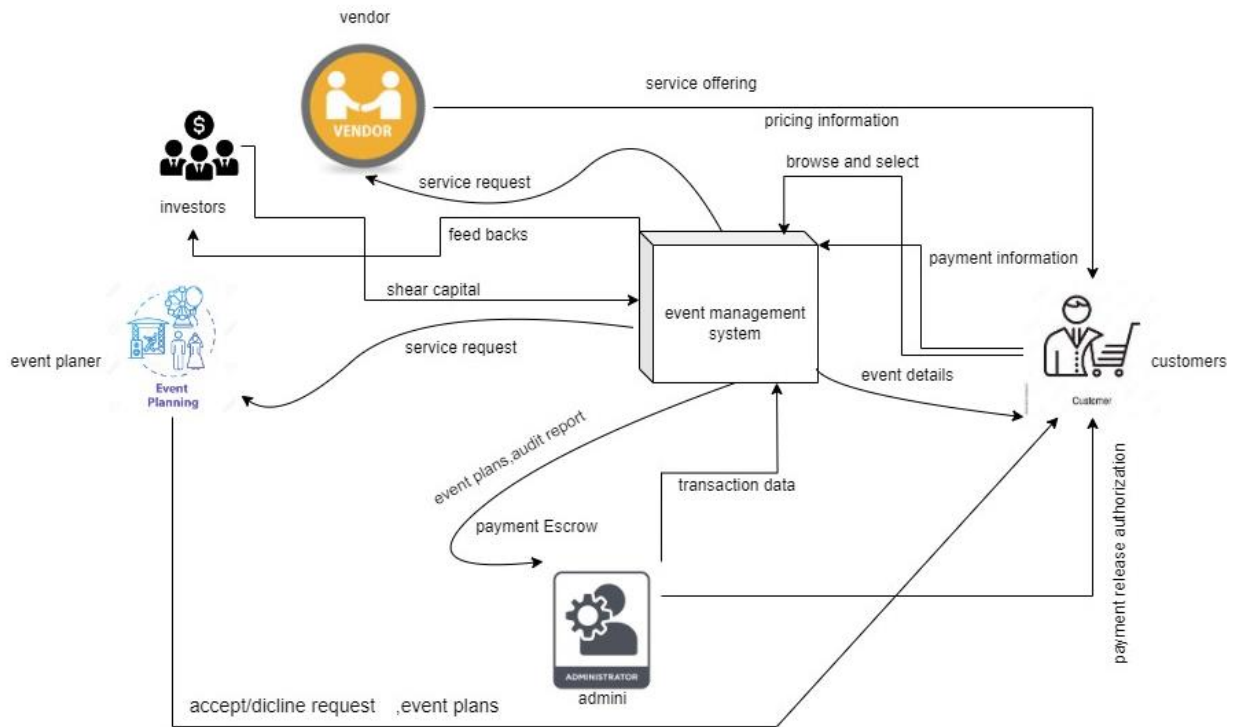 vendor
VENDOR
service offering
pricing information
browse and select
service request
$
investors
feed backs
payment information
shear capital
event management
system
service request
event planer
Event
Planning
event details
customers
Customer
event plans,audit report
transaction data
payment Escrow
payment release authorization
ADMINISTRATOR
admini
accept/dicline request ,event plans